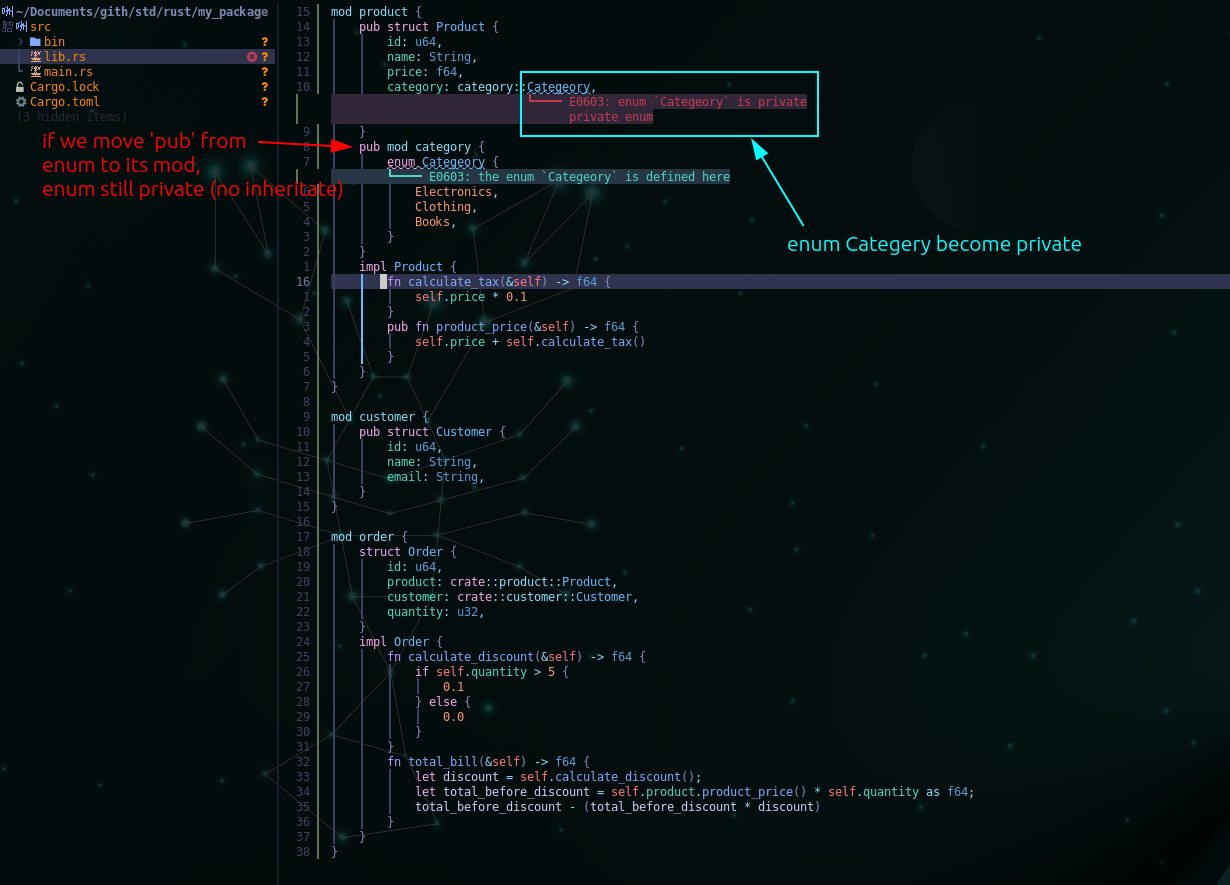 ~/Documents/gith/std/rust/my_package
src
bin ?
lib.rs ?
main.rs ?
Cargo.lock ?
Cargo.toml ?
(3 hidden items)
if we move 'pub' from
enum to its mod,
enum still private (no inheritate)
15 mod product {
14 pub struct Product {
13 id: u64,
12 name: String,
11 price: f64,
10 category: category::Categeory,
E0603: enum `Categeory` is private
private enum
9 }
8 pub mod category {
7 enum Categeory {
E0603: the enum `Categeory` is defined here
6 Electronics,
5 Clothing,
4 Books,
3 }
2 }
1 impl Product {
16 fn calculate_tax(&self) -> f64 {
1 self.price * 0.1
2 }
3 pub fn product_price(&self) -> f64 {
4 self.price + self.calculate_tax()
5 }
6 }
7 }
8
9 mod customer {
10 pub struct Customer {
11 id: u64,
12 name: String,
13 email: String,
14 }
15 }
16
17 mod order {
18 struct Order {
19 id: u64,
20 product: crate::product::Product,
21 customer: crate::customer::Customer,
22 quantity: u32,
23 }
24 impl Order {
25 fn calculate_discount(&self) -> f64 {
26 if self.quantity > 5 {
27 0.1
28 } else {
29 0.0
30 }
31 }
32 fn total_bill(&self) -> f64 {
33 let discount = self.calculate_discount();
34 let total_before_discount = self.product.product_price() * self.quantity as f64;
35 total_before_discount - (total_before_discount * discount)
36 }
37 }
38 }
enum Categery become private